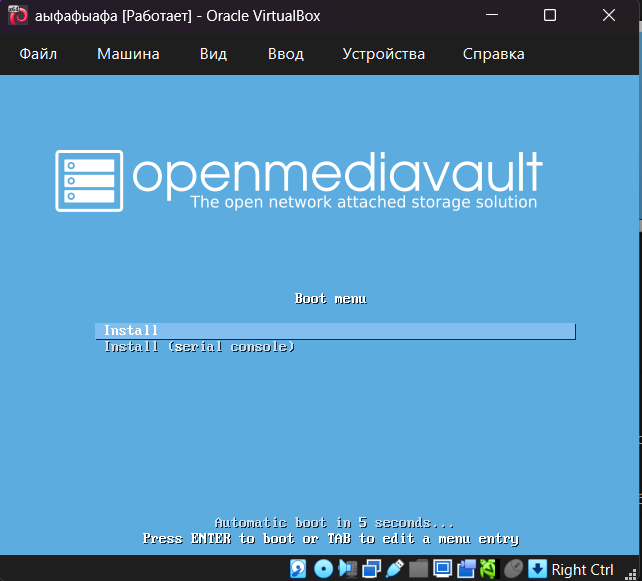 аыфафыафа [Работает] - Oracle VirtualBox
Файл Машина Вид Ввод Устройства Справка
openmediavault
The open network attached storage solution
Boot menu
Install
Install (serial console)
Automatic boot in 5 seconds...
Press ENTER to boot or TAB to edit a menu entry
Right Ctrl